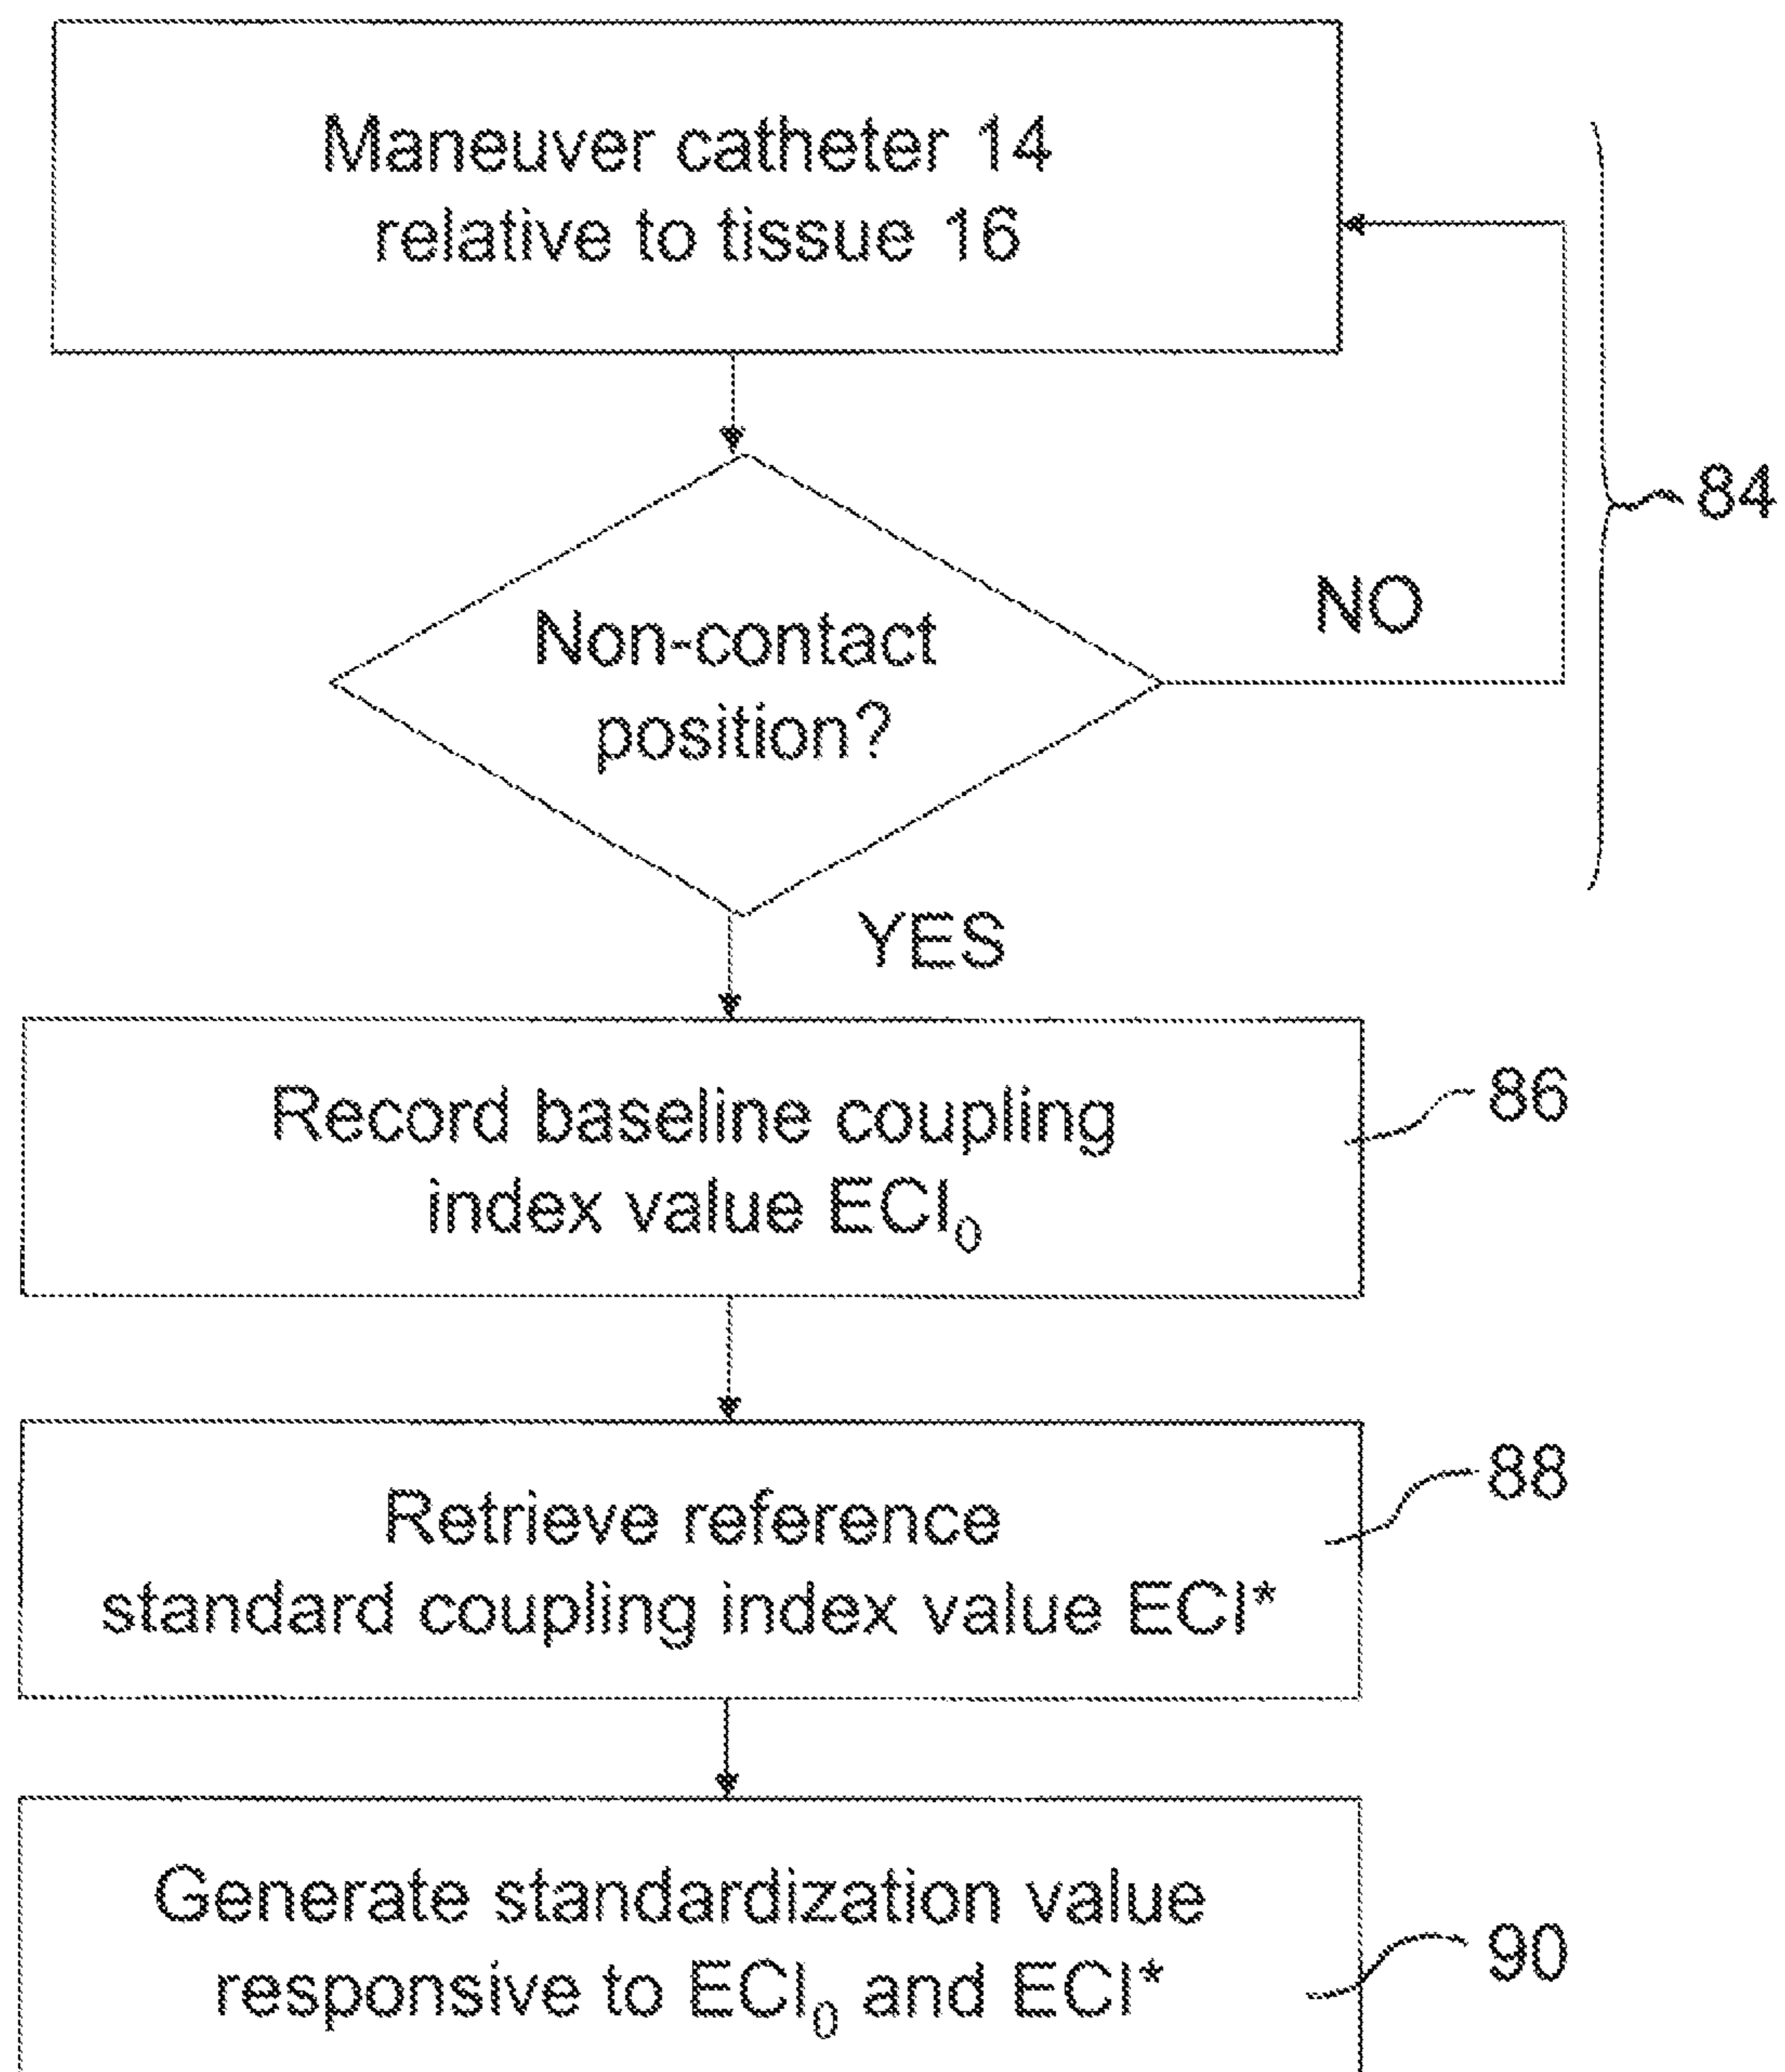 Maneuver catheter 14
relative to tissue 16
84
NO
Non-contact
position?
YES
Record baseline coupling
index value ECI₀
86
Retrieve reference
standard coupling index value ECI*
88
Generate standardization value
responsive to ECI₀ and ECI*
90